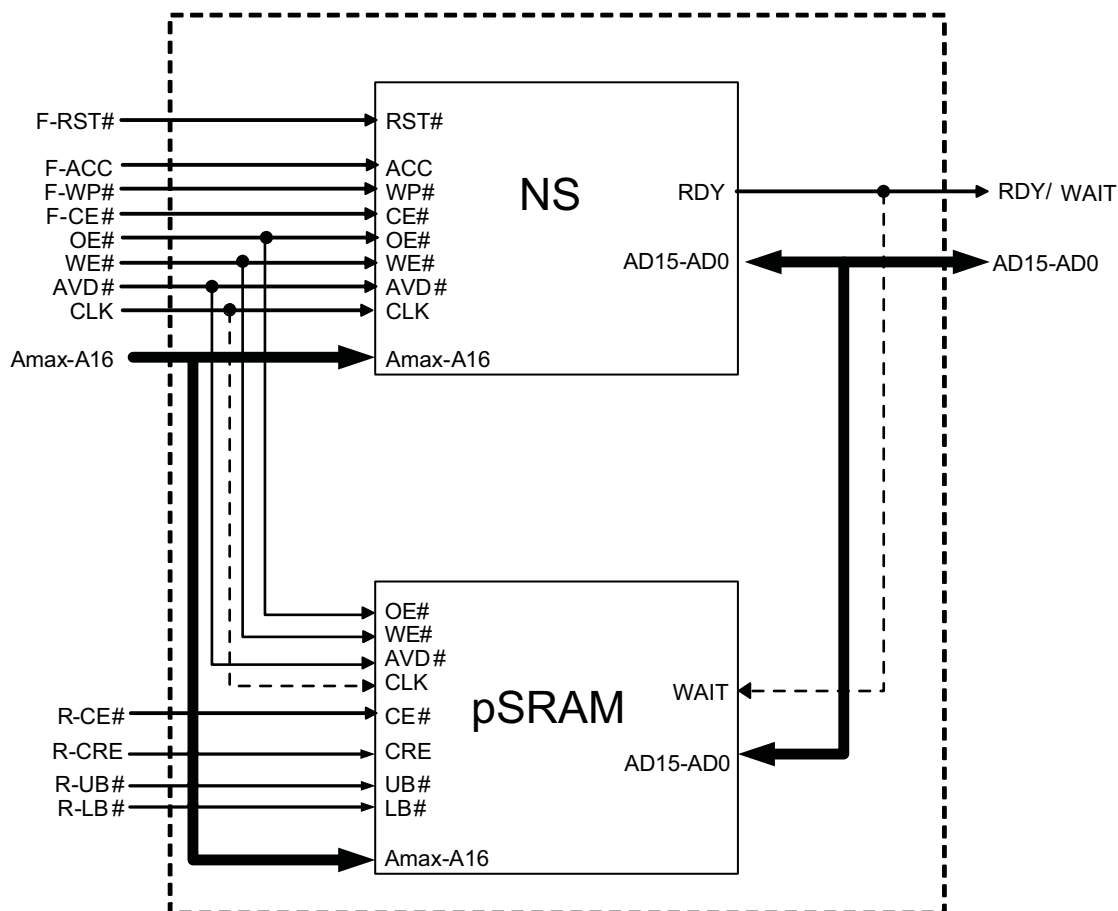 F-RST#
RST#
F-ACC
ACC
F-WP#
WP#
NS
RDY
RDY/ WAIT
F-CE#
CE#
OE#
OE#
WE#
WE#
AD15-AD0
AD15-AD0
AVD#
AVD#
CLK
CLK
Amax-A16
Amax-A16
OE#
WE#
AVD#
CLK
WAIT
R-CE#
CE#
pSRAM
R-CRE
CRE
AD15-AD0
R-UB#
UB#
R-LB#
LB#
Amax-A16